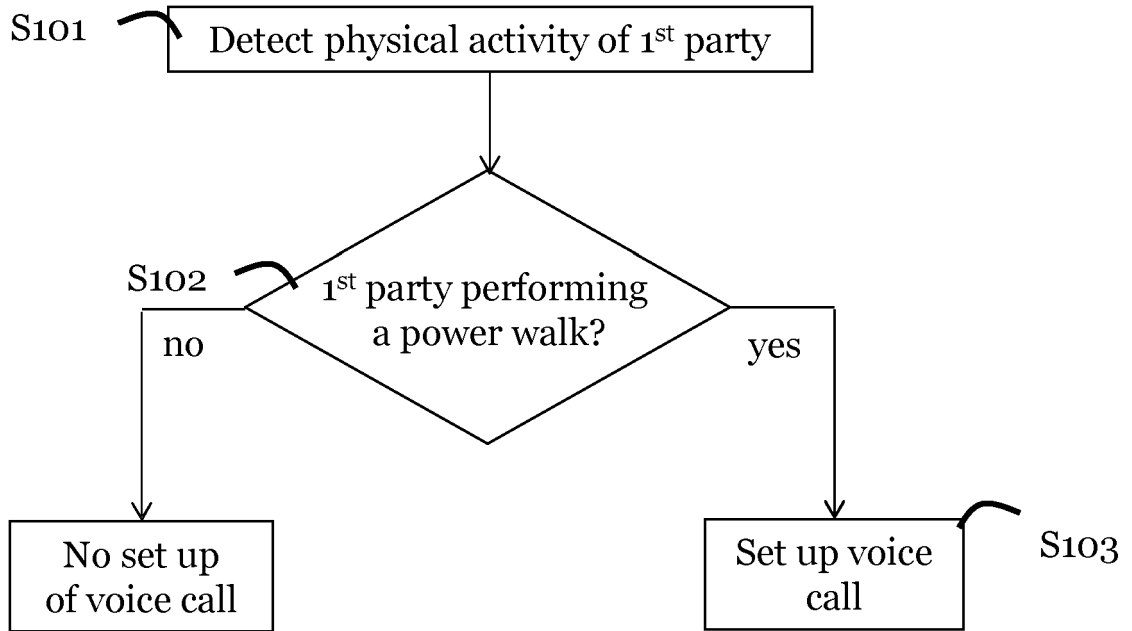 S101
Detect physical activity of 1st party
S102
1st party performing
a power walk?
no
yes
No set up
of voice call
Set up voice
call
S103